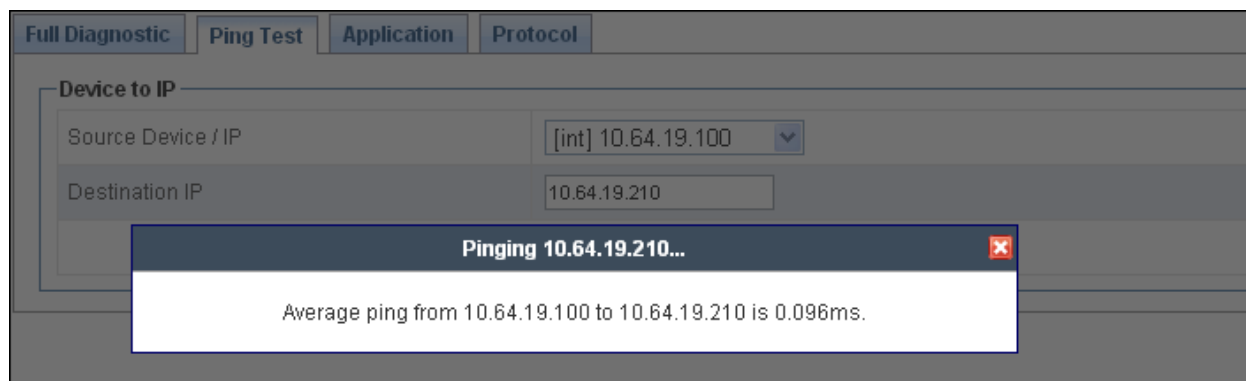 Full Diagnostic Ping Test Application Protocol
Device to IP
Source Device / IP [int] 10.64.19.100
Destination IP 10.64.19.210
Pinging 10.64.19.210...
Average ping from 10.64.19.100 to 10.64.19.210 is 0.096ms.